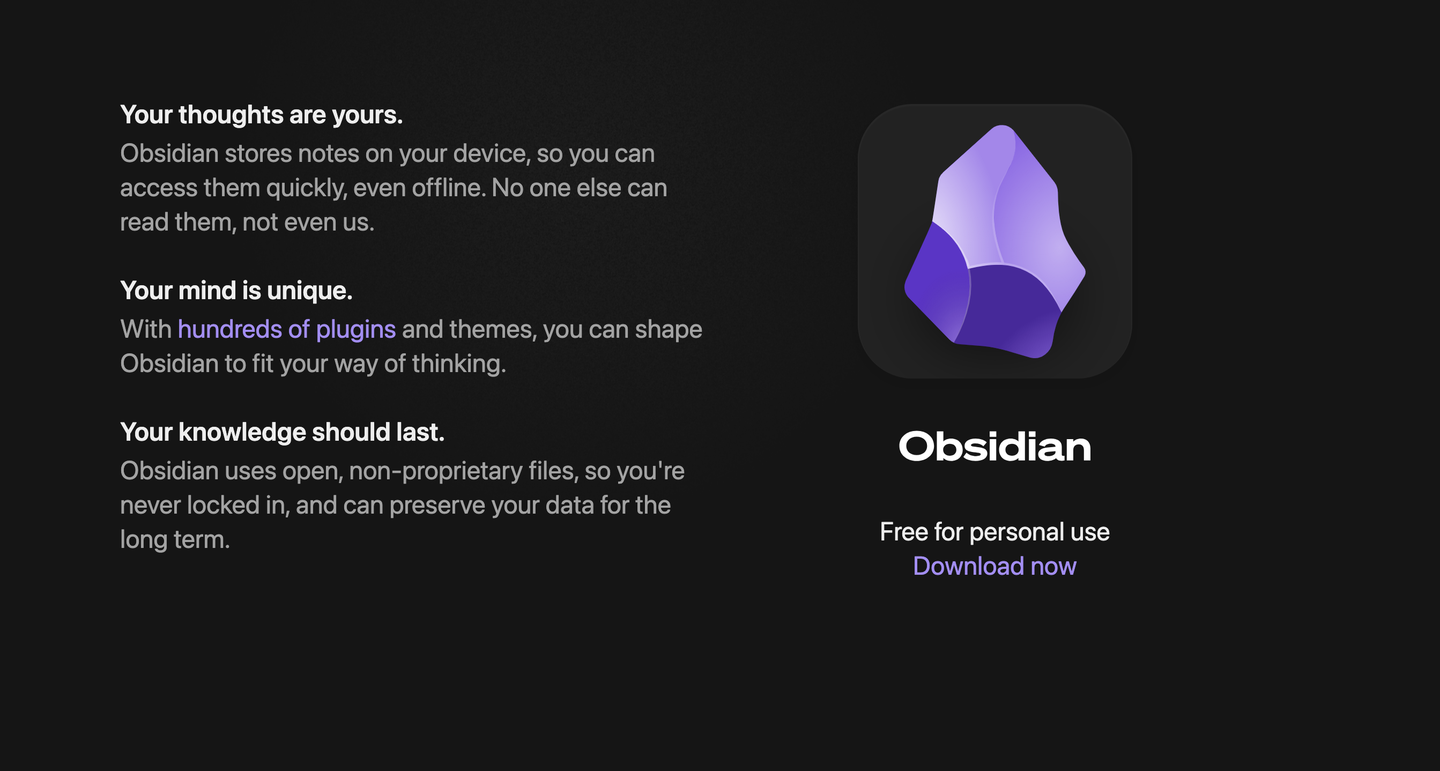 Your thoughts are yours.
Obsidian stores notes on your device, so you can
access them quickly, even offline. No one else can
read them, not even us.
Your mind is unique.
With hundreds of plugins and themes, you can shape
Obsidian to fit your way of thinking.
Your knowledge should last.
Obsidian uses open, non-proprietary files, so you're
never locked in, and can preserve your data for the
long term.
Obsidian
Free for personal use
Download now